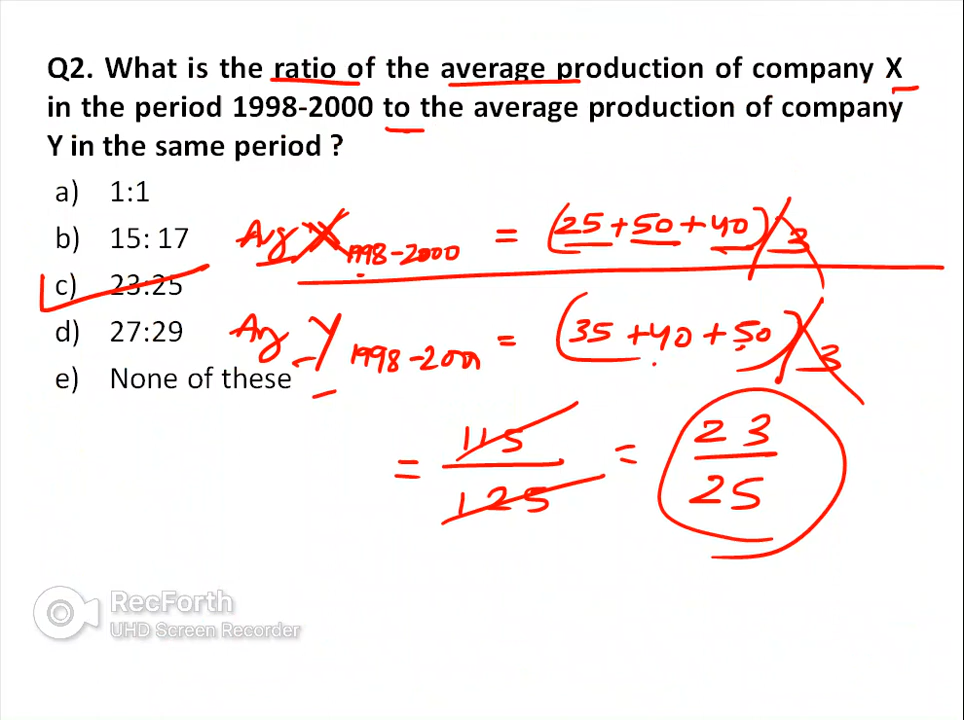 Q2. What is the ratio of the average production of company X
in the period 1998-2000 to the average production of company
Y in the same period ?
a) 1:1
b) 15: 17
Avg X 1998-2000 = (25+50+40)/3
c) 23:25
d) 27:29
Avg Y 1998-2000 = (35+40+50)/3
e) None of these
= 115/125 = 23/25
RecForth
UHD Screen Recorder